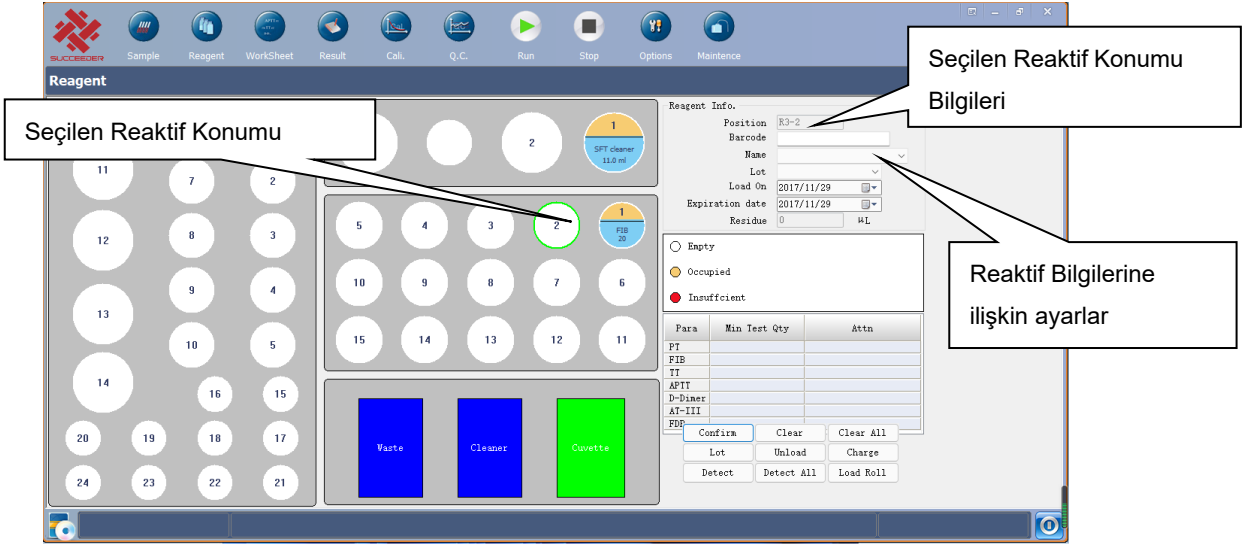 SUCCEEDER
Sample Reagent WorkSheet Result Cali. Q.C. Run Stop Options Maintence
Reagent
Seçilen Reaktif Konumu
Bilgileri
Seçilen Reaktif Konumu
Reaktif Bilgilerine
ilişkin ayarlar
11
7 2
12
8 3
9 4
13
10 5
14
16 15
20 19 18 17
24 23 22 21
2
1
SFT cleaner
11.0 ml
5 4 3 2 1
FIB
20
10 9 8 7 6
15 14 13 12 11
Waste Cleaner Cuvette
Reagent Info.
Position R3-2
Barcode
Name
Lot
Load On 2017/11/29
Expiration date 2017/11/29
Residue 0 μL
Empty
Occupied
Insuffcient
Para Min Test Qty Attn
PT
FIB
TT
APTT
D-Dimer
AT-III
FDP
Confirm Clear Clear All
Lot Unload Charge
Detect Detect All Load Roll